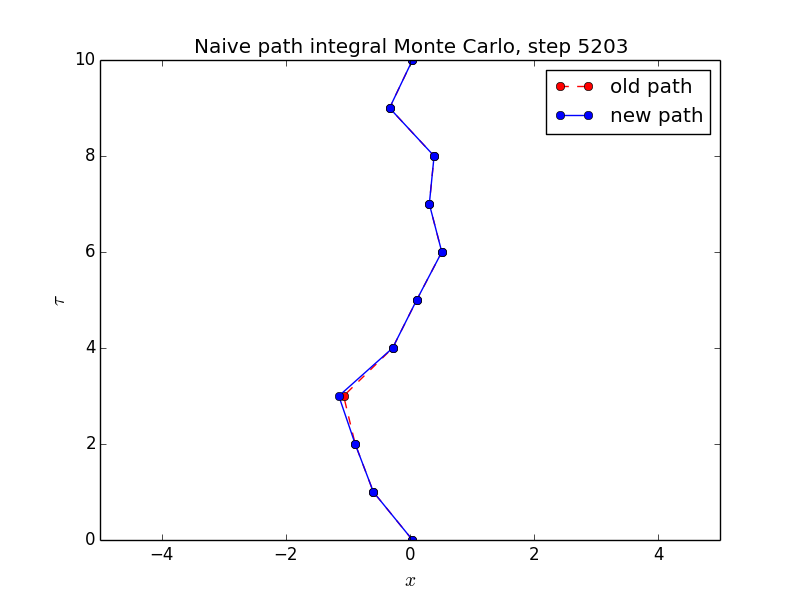 Naive path integral Monte Carlo, step 5203
old path
new path
10
8
6
4
2
0
τ
−4 −2 0 2 4
x